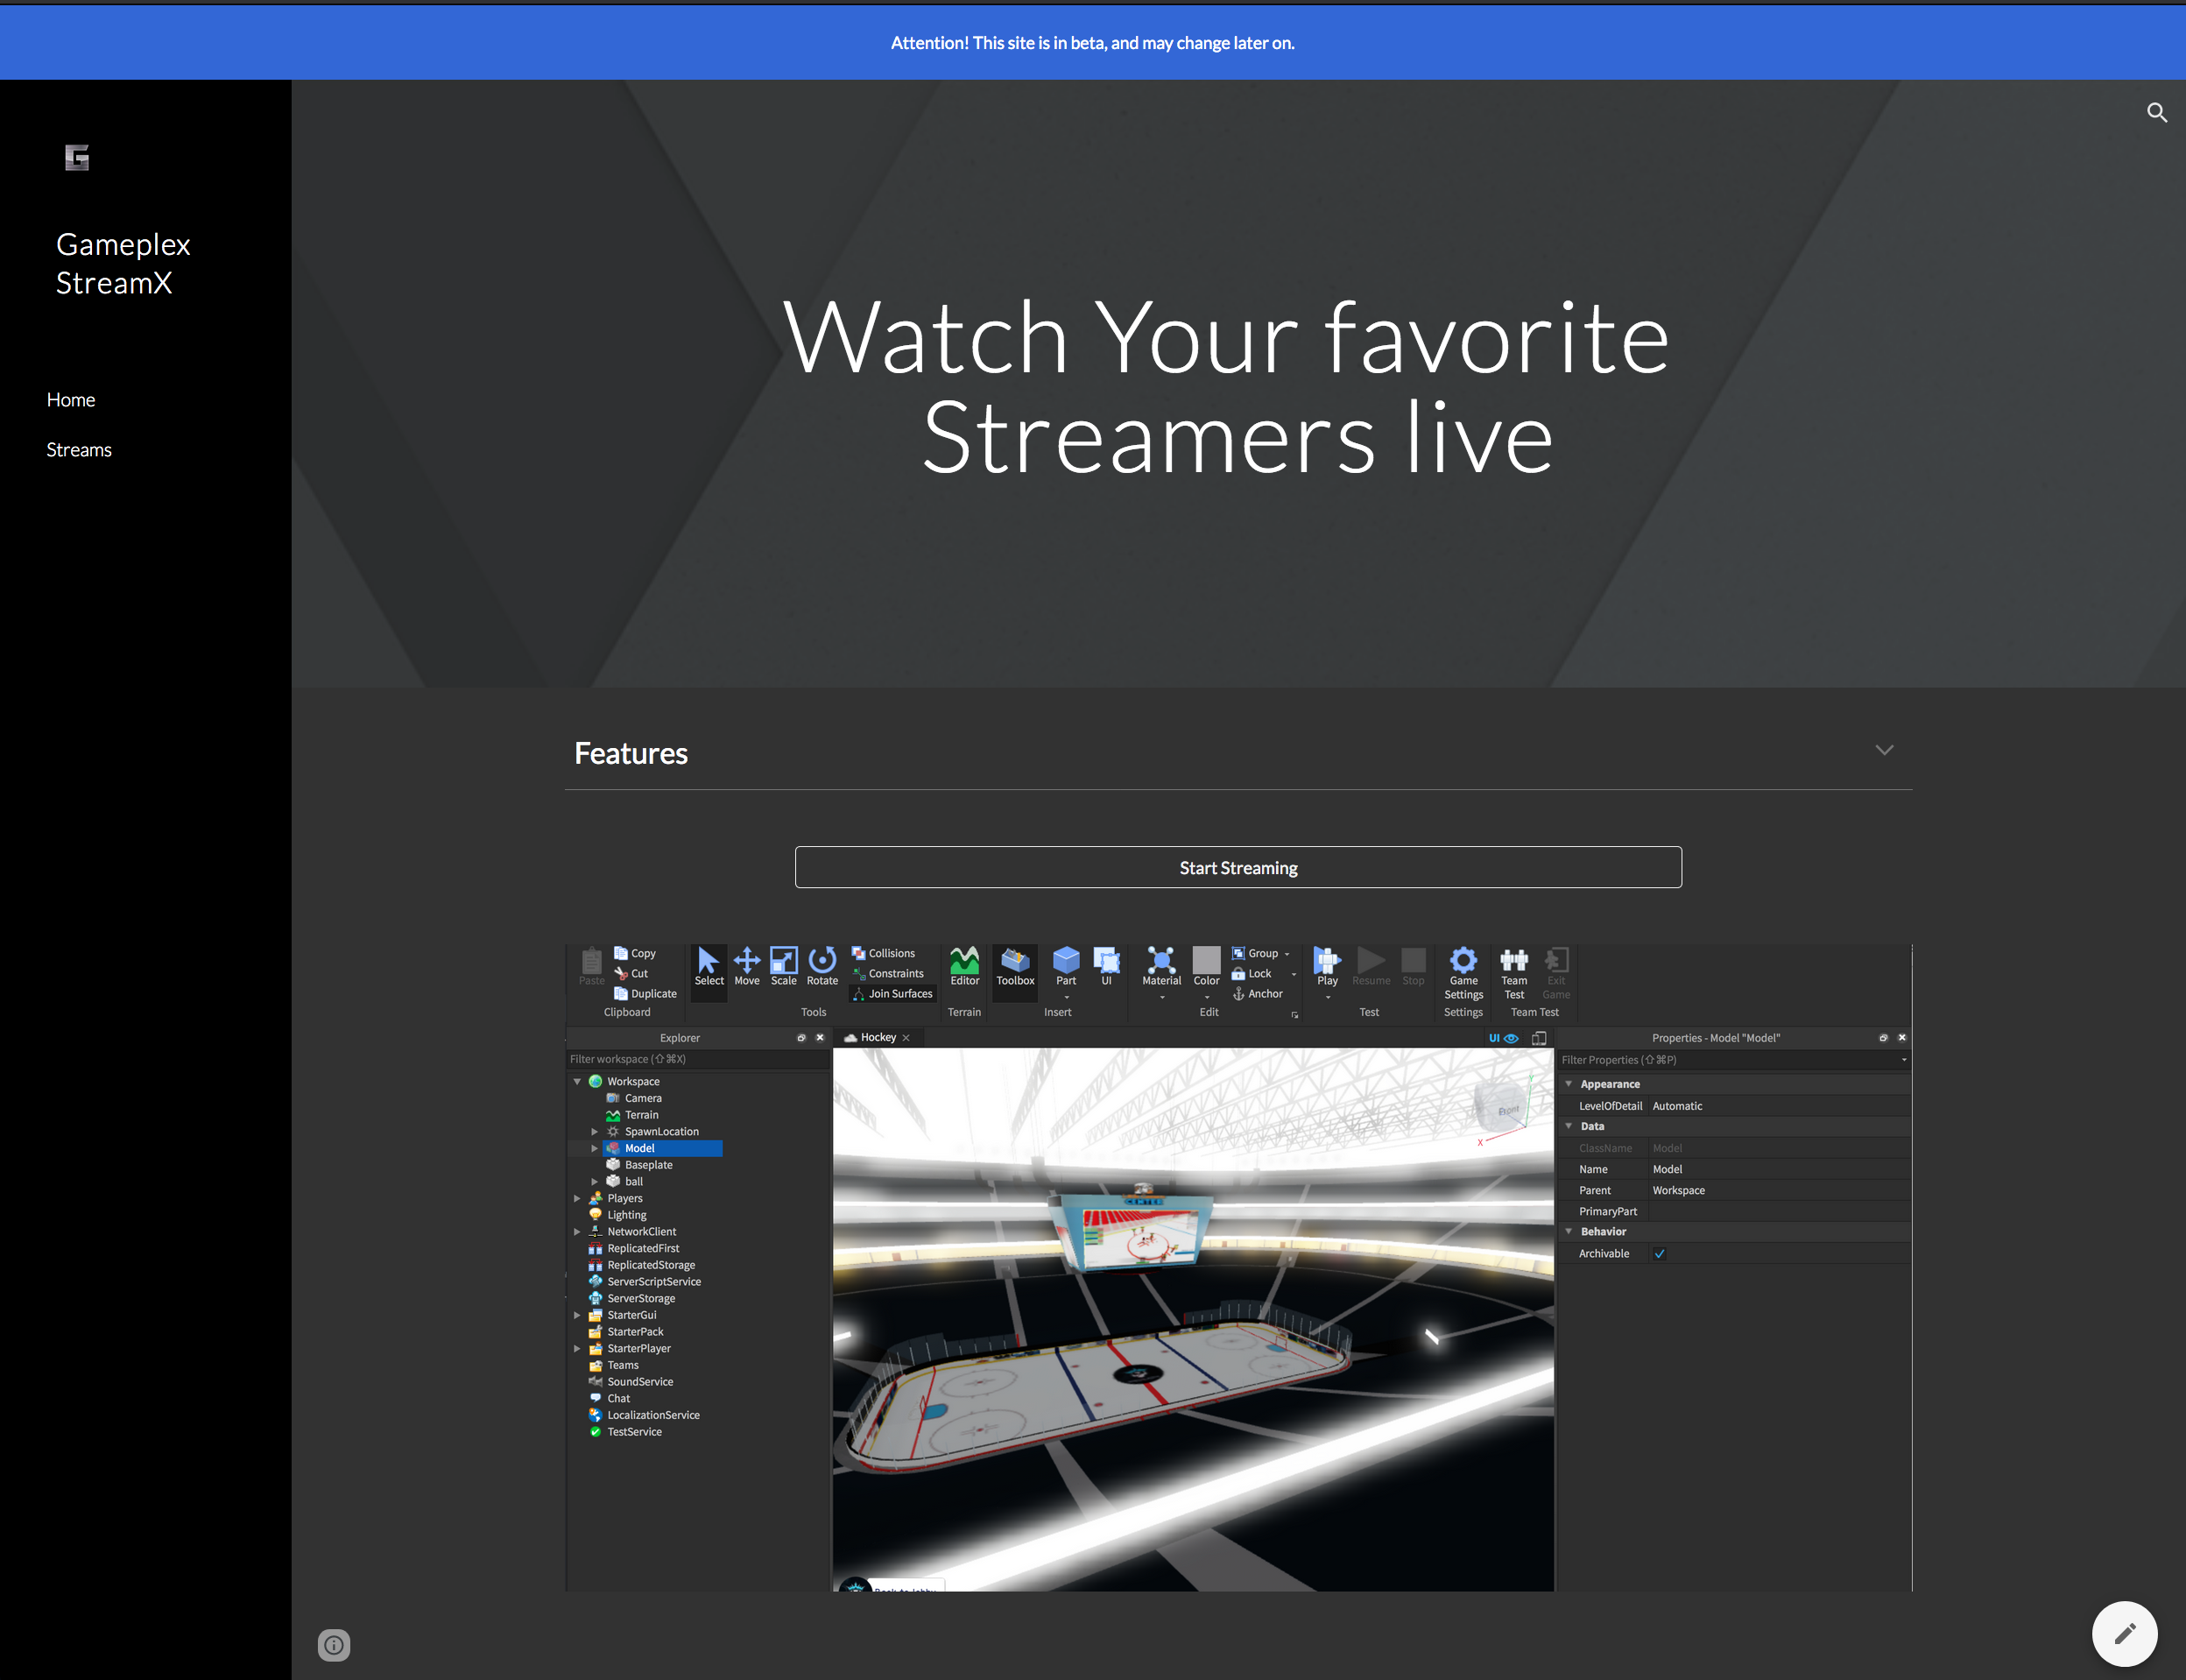 Attention! This site is in beta, and may change later on.
G
Gameplex
StreamX
Home
Streams
Watch Your favorite
Streamers live
Features
Start Streaming
Paste
Copy
Cut
Duplicate
Clipboard
Select
Move
Scale
Rotate
Collisions
Constraints
Join Surfaces
Tools
Editor
Terrain
Toolbox
Part
UI
Insert
Material
Color
Group
Lock
Anchor
Edit
Play
Resume
Stop
Test
Game
Settings
Settings
Team
Test
Exit
Game
Team Test
Explorer
Filter workspace (⇧⌘X)
Workspace
Camera
Terrain
SpawnLocation
Model
Baseplate
ball
Players
Lighting
NetworkClient
ReplicatedFirst
ReplicatedStorage
ServerScriptService
ServerStorage
StarterGui
StarterPack
StarterPlayer
Teams
SoundService
Chat
LocalizationService
TestService
Hockey
UI
Front
Y
X
CENTER
Back to lobby
Properties - Model "Model"
Filter Properties (⇧⌘P)
Appearance
LevelOfDetail Automatic
Data
ClassName Model
Name Model
Parent Workspace
PrimaryPart
Behavior
Archivable